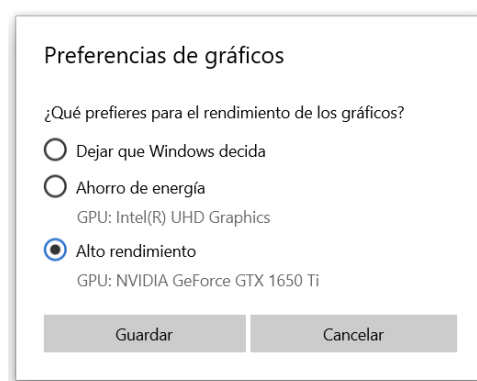 Preferencias de gráficos
¿Qué prefieres para el rendimiento de los gráficos?
Dejar que Windows decida
Ahorro de energía
GPU: Intel(R) UHD Graphics
Alto rendimiento
GPU: NVIDIA GeForce GTX 1650 Ti
Guardar Cancelar